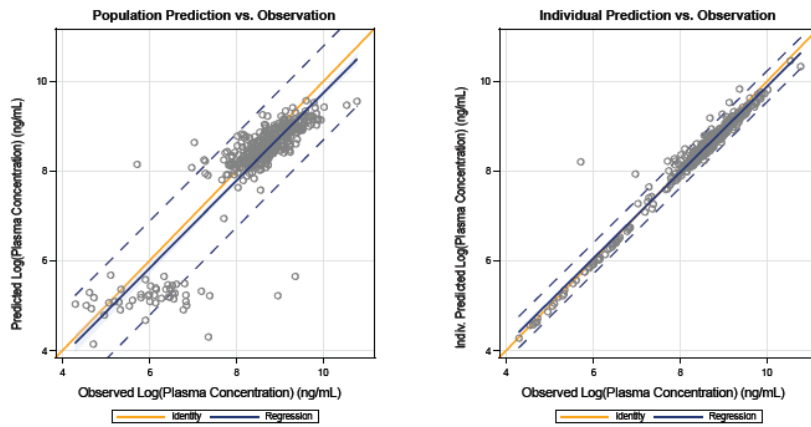 Population Prediction vs. Observation
Predicted Log(Plasma Concentration) (ng/mL)
10
8
6
4
4
6
8
10
Observed Log(Plasma Concentration) (ng/mL)
Identity
Regression
Individual Prediction vs. Observation
Indiv. Predicted Log(Plasma Concentration) (ng/mL)
10
8
6
4
4
6
8
10
Observed Log(Plasma Concentration) (ng/mL)
Identity
Regression